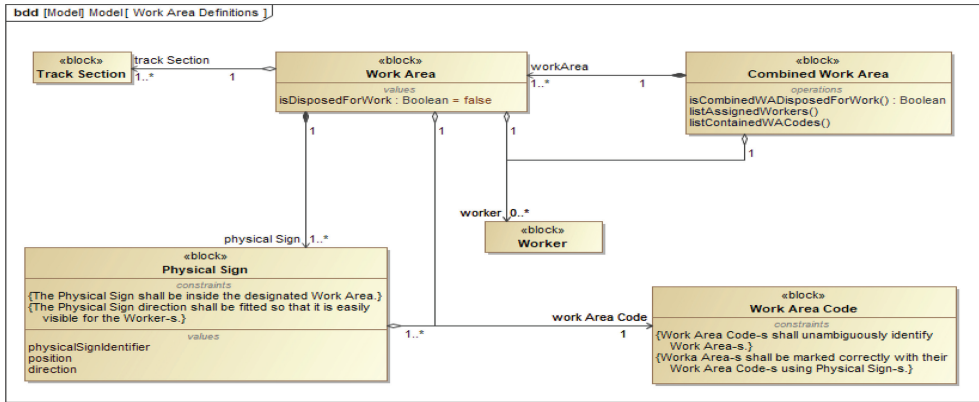 bdd [Model] Model [ Work Area Definitions ]
«block»
Track Section
track Section
1..*
1
«block»
Work Area
values
isDisposedForWork : Boolean = false
workArea
1..*
1
«block»
Combined Work Area
operations
isCombinedWADisposedForWork() : Boolean
listAssignedWorkers()
listContainedWACodes()
1
1
1
1
worker 0..*
«block»
Worker
physical Sign 1..*
«block»
Physical Sign
constraints
{The Physical Sign shall be inside the designated Work Area.}
{The Physical Sign direction shall be fitted so that it is easily
visible for the Worker-s.}
values
physicalSignIdentifier
position
direction
1..*
work Area Code
1
«block»
Work Area Code
constraints
{Work Area Code-s shall unambiguously identify
Work Area-s.}
{Worka Area-s shall be marked correctly with their
Work Area Code-s using Physical Sign-s.}